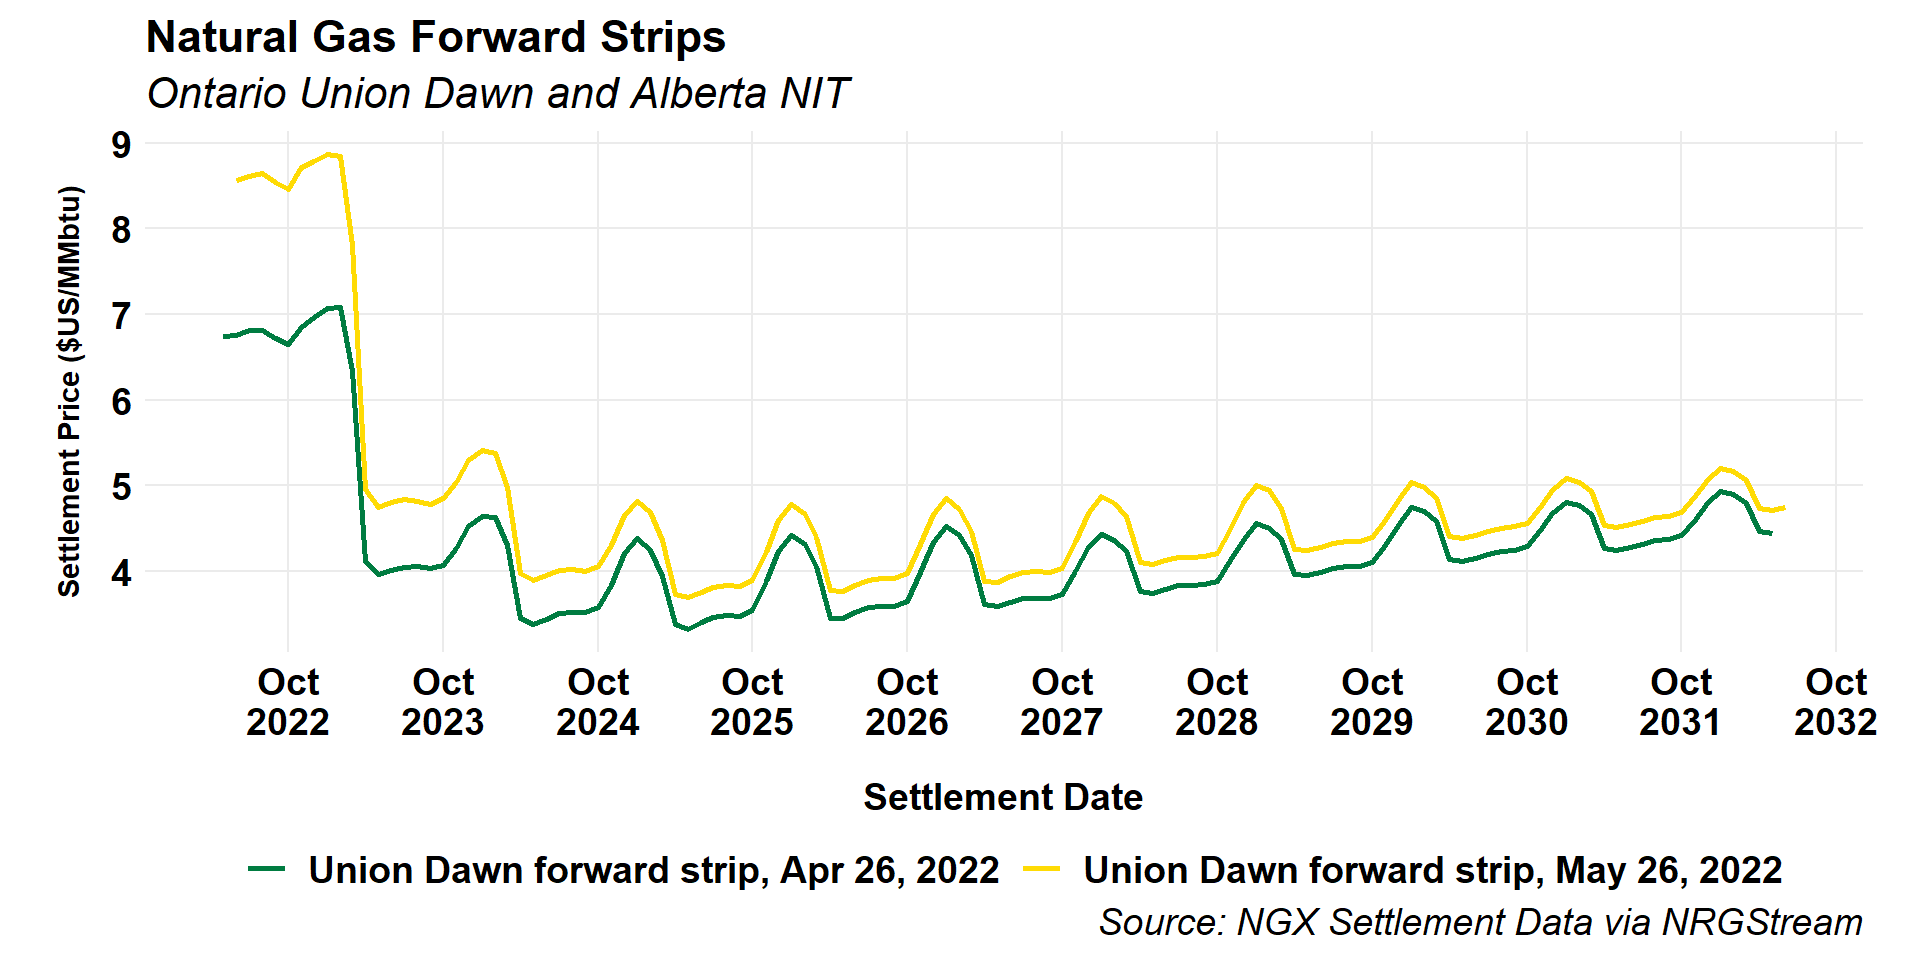 Natural Gas Forward Strips
Ontario Union Dawn and Alberta NIT
Settlement Price ($US/MMbtu)
9
8
7
6
5
4
Oct 2022
Oct 2023
Oct 2024
Oct 2025
Oct 2026
Oct 2027
Oct 2028
Oct 2029
Oct 2030
Oct 2031
Oct 2032
Settlement Date
Union Dawn forward strip, Apr 26, 2022
Union Dawn forward strip, May 26, 2022
Source: NGX Settlement Data via NRGStream